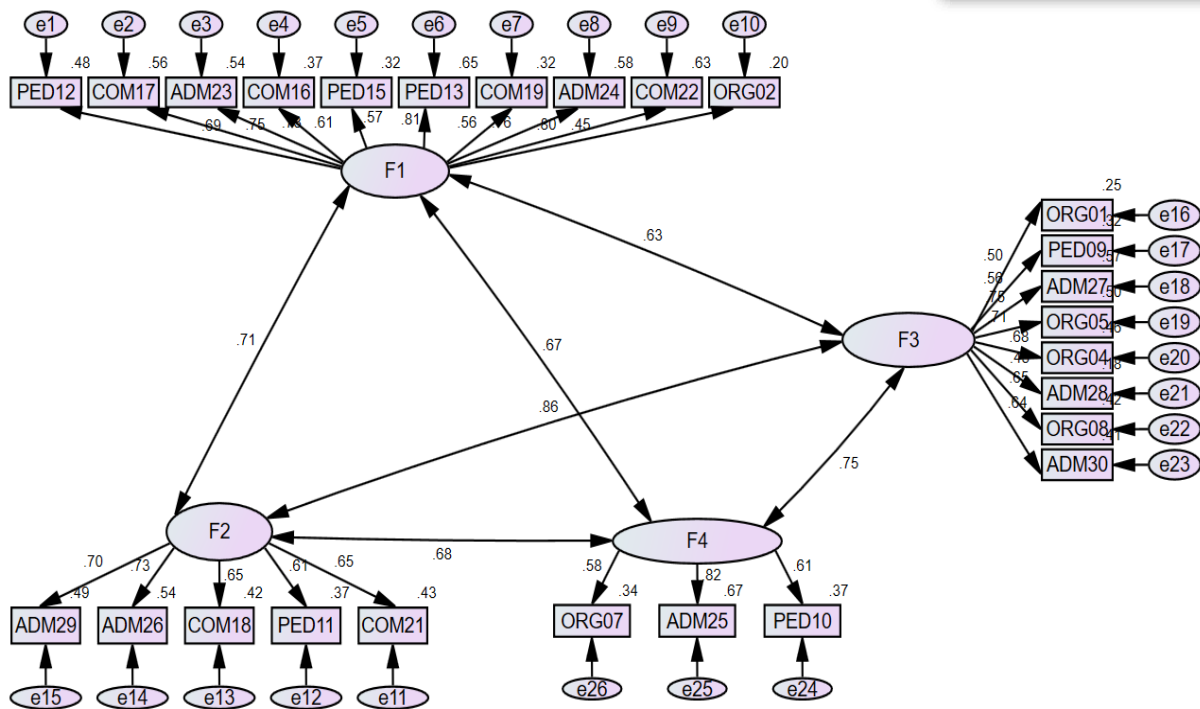 e1 e2 e3 e4 e5 e6 e7 e8 e9 e10
.48 .56 .54 .37 .32 .65 .32 .58 .63 .20
PED12 COM17 ADM23 COM16 PED15 PED13 COM19 ADM24 COM22 ORG02
.69 .75 .61 .57 .81 .56 .80 .45
F1
.25
ORG01 e16
.63
PED09 e17
.50
.56
ADM27 e18
.75
ORG05 e19
.71
.71
.67
F3
.68
ORG04 e20
ADM28 e21
.65
.86
.64
ORG08 e22
.75
ADM30 e23
F2
F4
.68
.70 .73 .65 .61 .65
.58 .82 .61
.49 .54 .42 .37 .43
.34 .67 .37
ADM29 ADM26 COM18 PED11 COM21
ORG07 ADM25 PED10
e15 e14 e13 e12 e11
e26 e25 e24